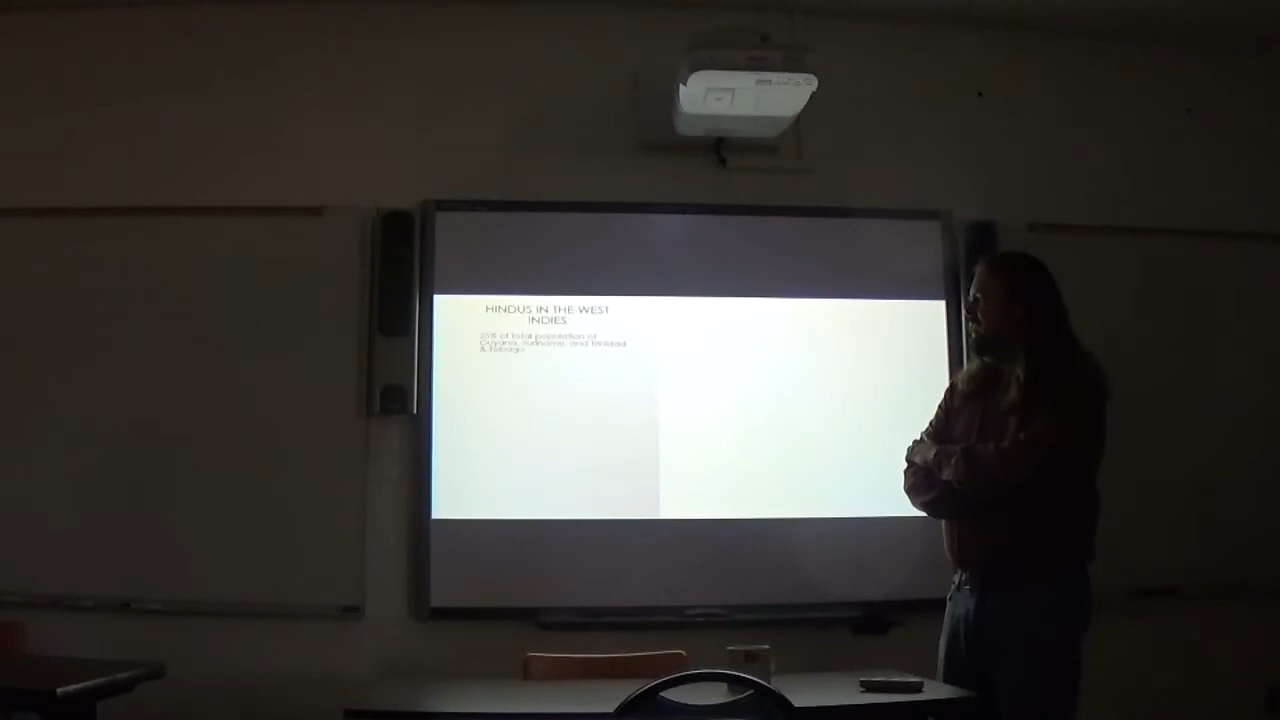 HINDUS IN THE WEST
INDIES
25% of total population of
Guyana, Suriname, and Trinidad
& Tobago